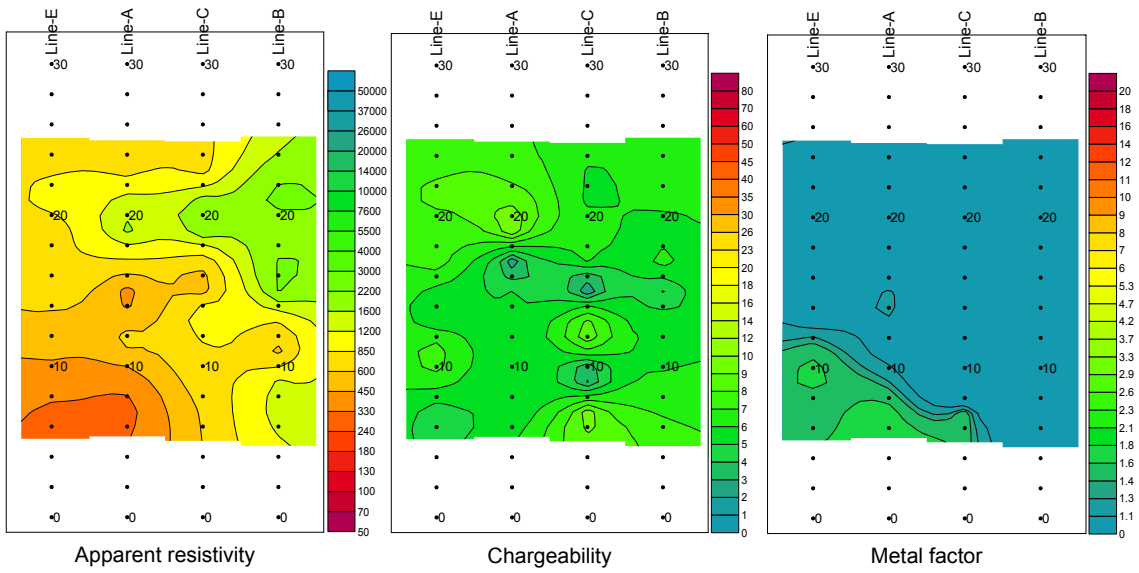 Line-E
Line-A
Line-C
Line-B
30 30 30 30
20 20 20 20
10 10 10 10
0 0 0 0
50000
37000
26000
20000
14000
10000
7600
5500
4000
3000
2200
1600
1200
850
600
450
330
240
180
130
100
70
50
Apparent resistivity
Line-E
Line-A
Line-C
Line-B
30 30 30 30
20 20 20 20
10 10 10 10
0 0 0 0
80
70
60
45
40
35
30
26
23
20
18
16
14
12
10
9
8
7
6
5
4
3
2
1
0
Chargeability
Line-E
Line-A
Line-C
Line-B
30 30 30 30
20 20 20 20
10 10 10 10
0 0 0 0
20
18
16
14
12
11
10
9
8
7
6
5.3
4.7
4.2
3.7
3.3
2.9
2.6
2.3
2.1
1.8
1.6
1.4
1.3
1.1
0
Metal factor